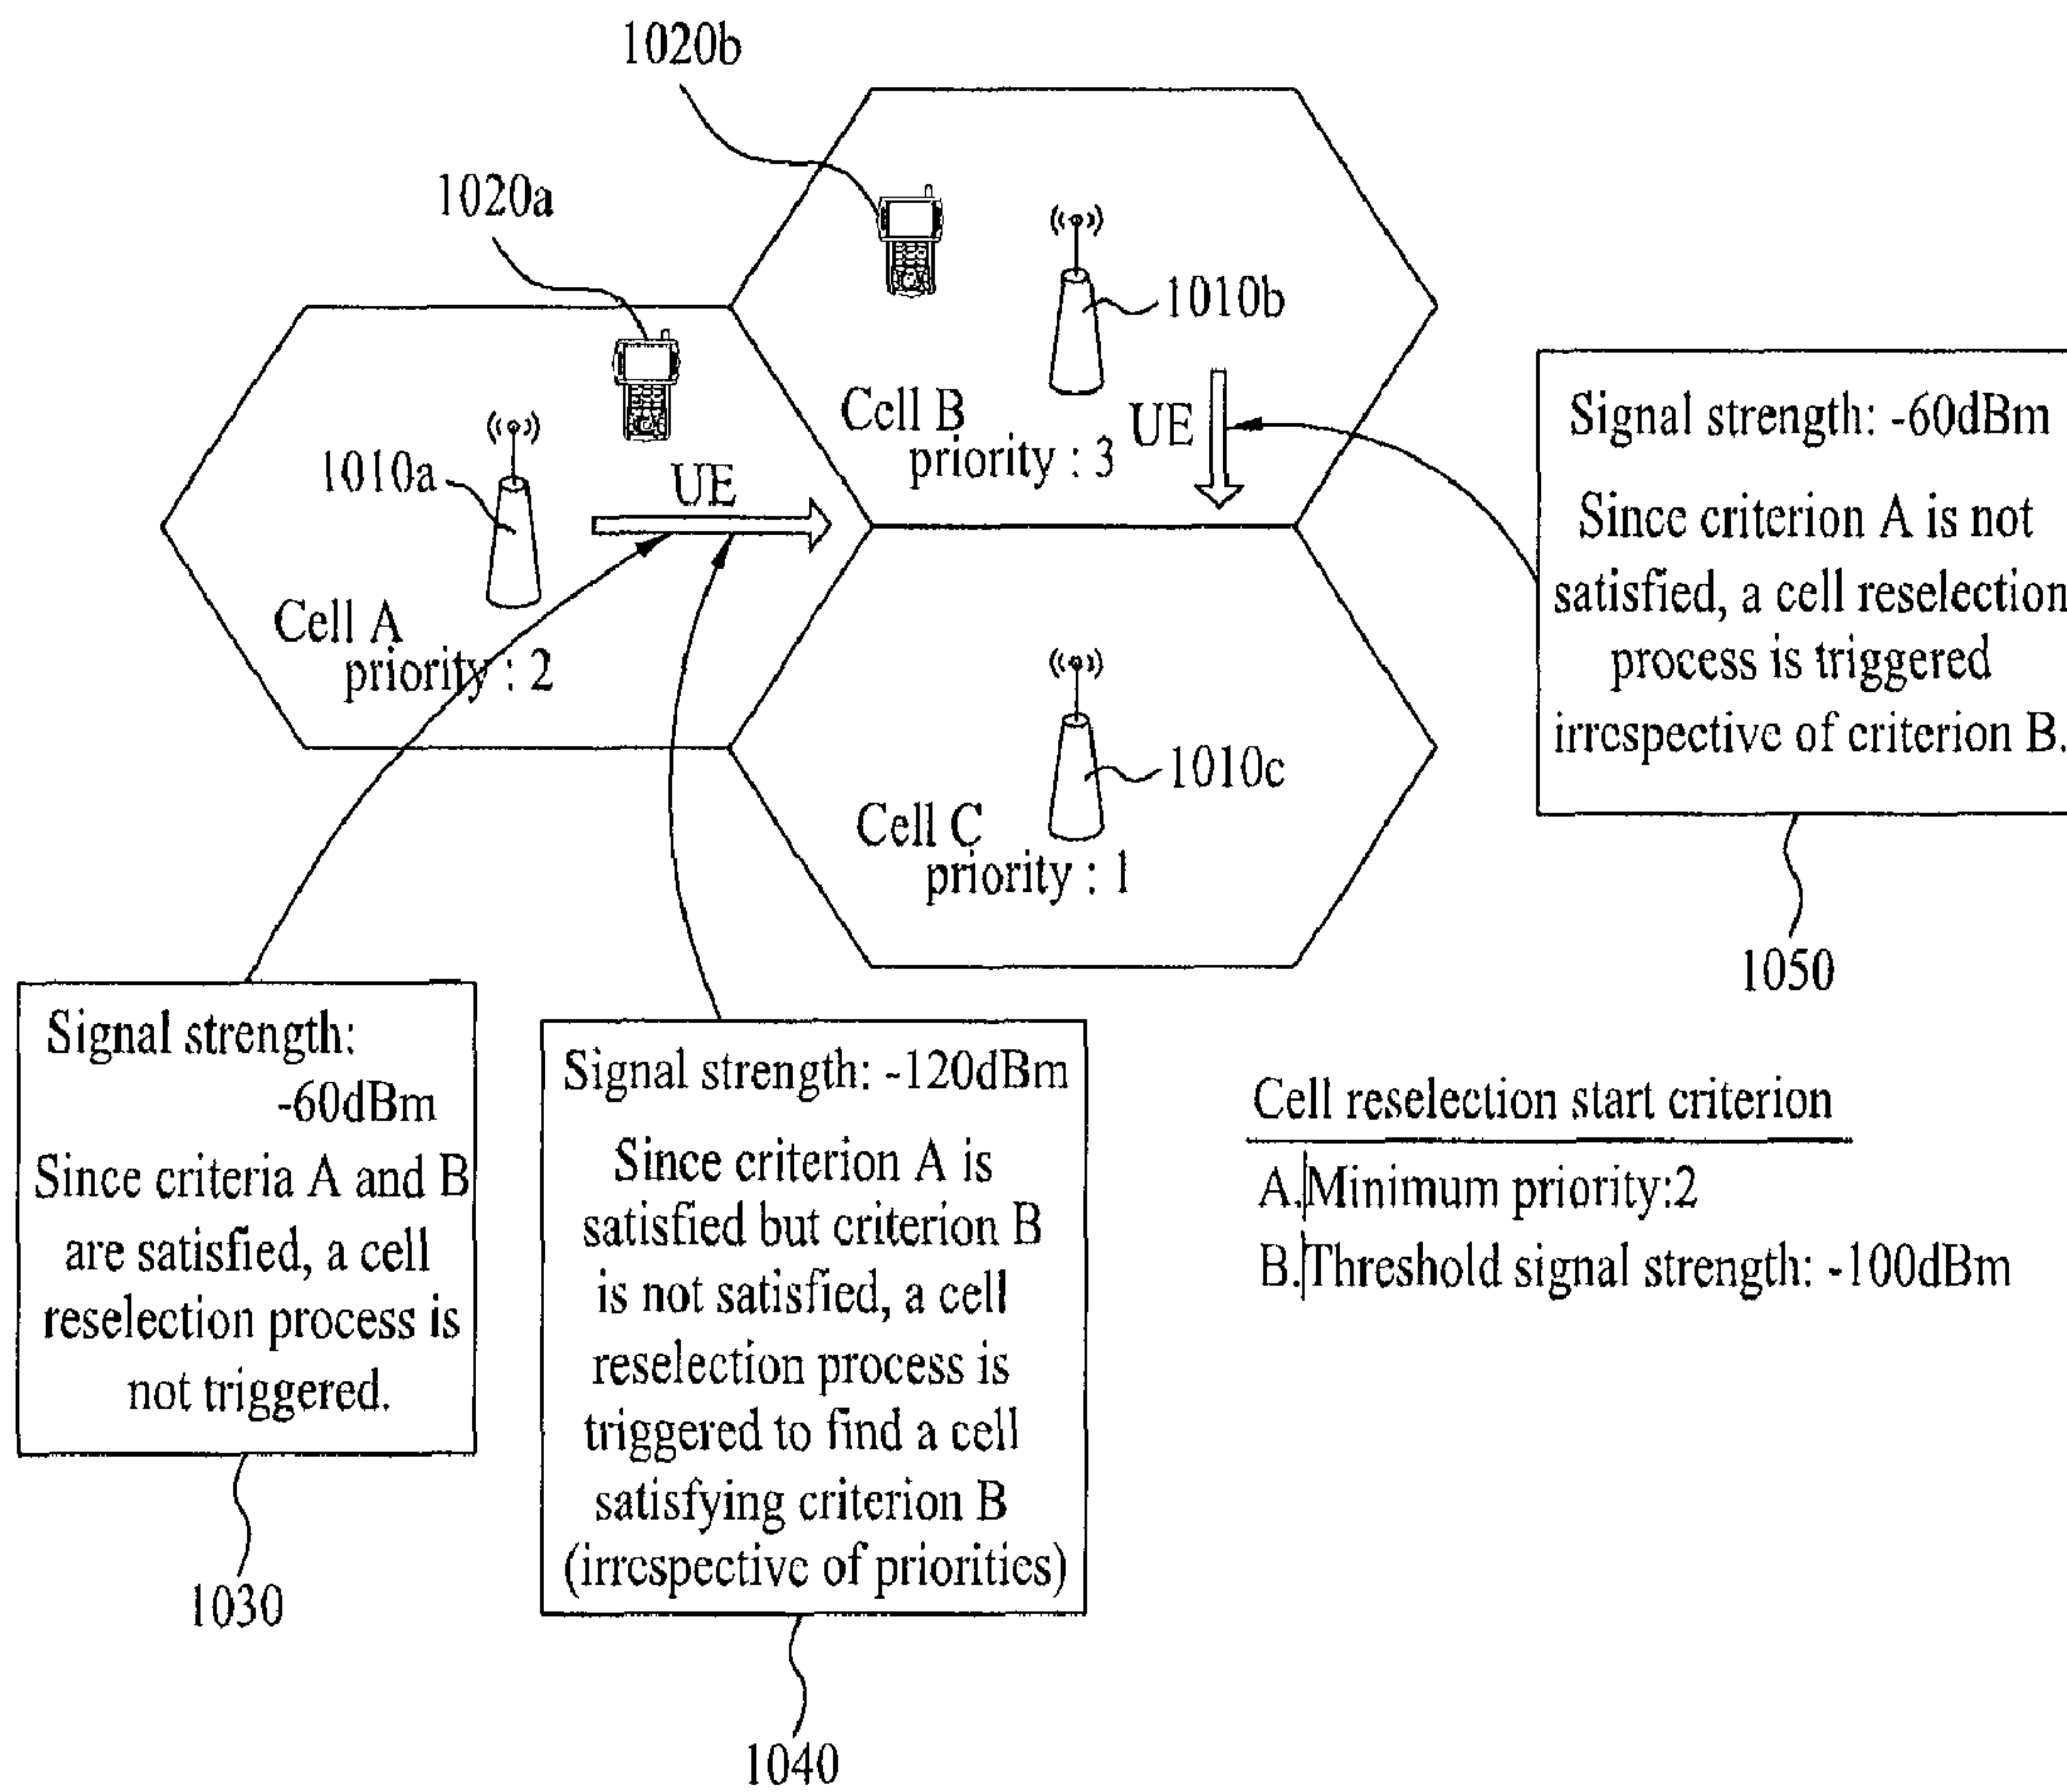 1020b
1020a
1010b
1010a
UE
Cell B
priority : 3
UE
Cell A
priority : 2
1010c
Cell C
priority : 1
Signal strength: -60dBm
Since criterion A is not
satisfied, a cell reselection
process is triggered
irrespective of criterion B.
1050
Signal strength:
-60dBm
Since criteria A and B
are satisfied, a cell
reselection process is
not triggered.
1030
Signal strength: -120dBm
Since criterion A is
satisfied but criterion B
is not satisfied, a cell
reselection process is
triggered to find a cell
satisfying criterion B
(irrespective of priorities)
1040
Cell reselection start criterion
A. Minimum priority:2
B. Threshold signal strength: -100dBm